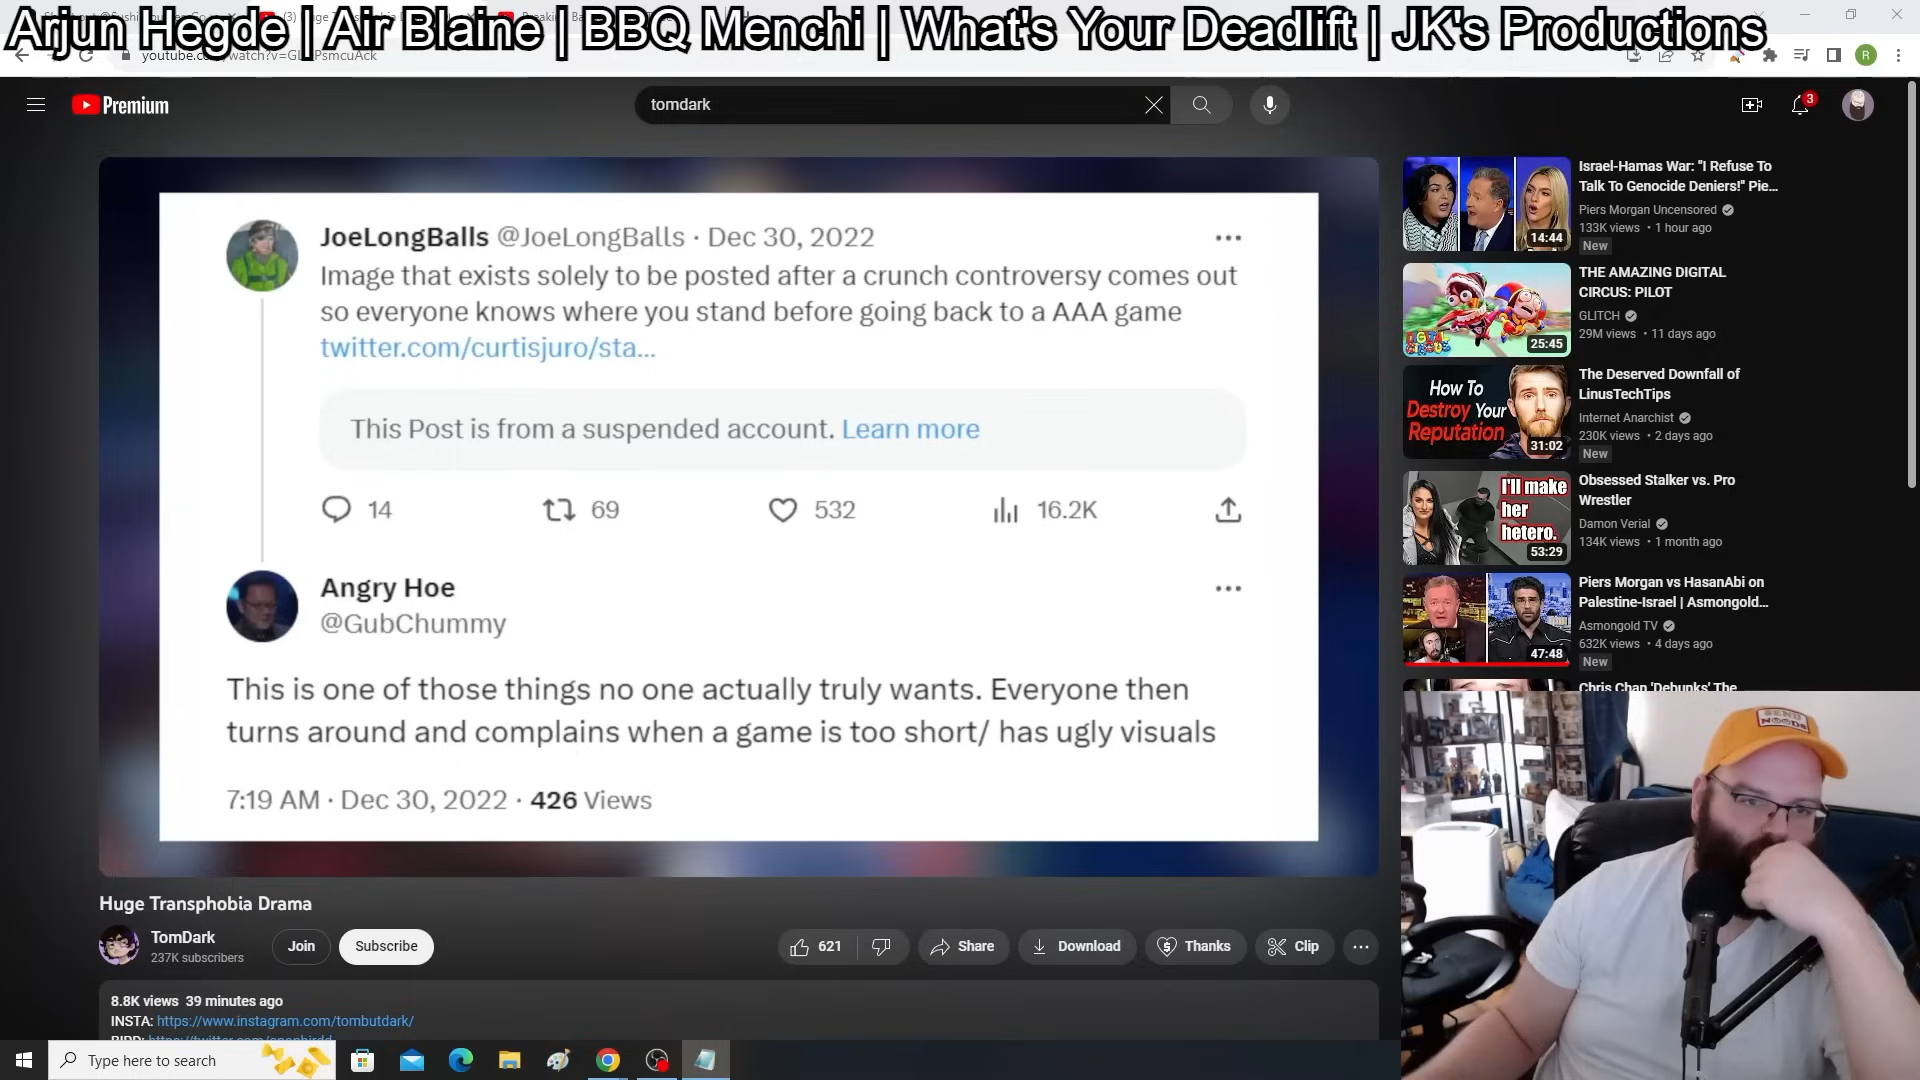 Arjun Hegde | Air Blaine | BBQ Menchi | What's Your Deadlift | JK's Productions
R
Premium
tomdark
3
JoeLongBalls @JoeLongBalls · Dec 30, 2022
Image that exists solely to be posted after a crunch controversy comes out
so everyone knows where you stand before going back to a AAA game
twitter.com/curtisjuro/sta...
This Post is from a suspended account. Learn more
14 69 532 16.2K
Angry Hoe
@GubChummy
This is one of those things no one actually truly wants. Everyone then
turns around and complains when a game is too short/ has ugly visuals
7:19 AM · Dec 30, 2022 · 426 Views
Huge Transphobia Drama
TomDark
237K subscribers
Join
Subscribe
621
Share
Download
Thanks
Clip
8.8K views 39 minutes ago
INSTA: https://www.instagram.com/tombutdark/
Type here to search
14:44
Israel-Hamas War: "I Refuse To
Talk To Genocide Deniers!" Pie...
Piers Morgan Uncensored
133K views • 1 hour ago
New
DIGITAL
CIRCUS
25:45
THE AMAZING DIGITAL
CIRCUS: PILOT
GLITCH
29M views • 11 days ago
How To
Destroy Your
Reputation
31:02
The Deserved Downfall of
LinusTechTips
Internet Anarchist
230K views • 2 days ago
New
I'll make
her
hetero.
53:29
Obsessed Stalker vs. Pro
Wrestler
Damon Verial
134K views • 1 month ago
47:48
Piers Morgan vs HasanAbi on
Palestine-Israel | Asmongold...
Asmongold TV
632K views • 4 days ago
New
Chris Chan 'Debunks' The
SEND
NOODS